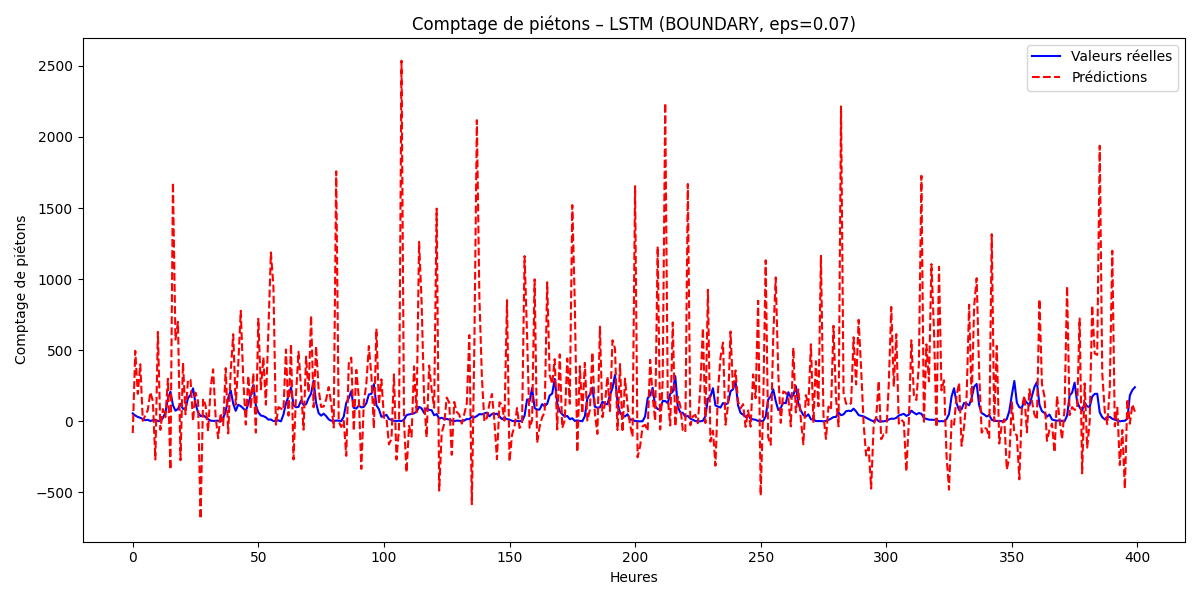 Comptage de piétons – LSTM (BOUNDARY, eps=0.07)
Valeurs réelles
Prédictions
Comptage de piétons
2500
2000
1500
1000
500
0
−500
0 50 100 150 200 250 300 350 400
Heures